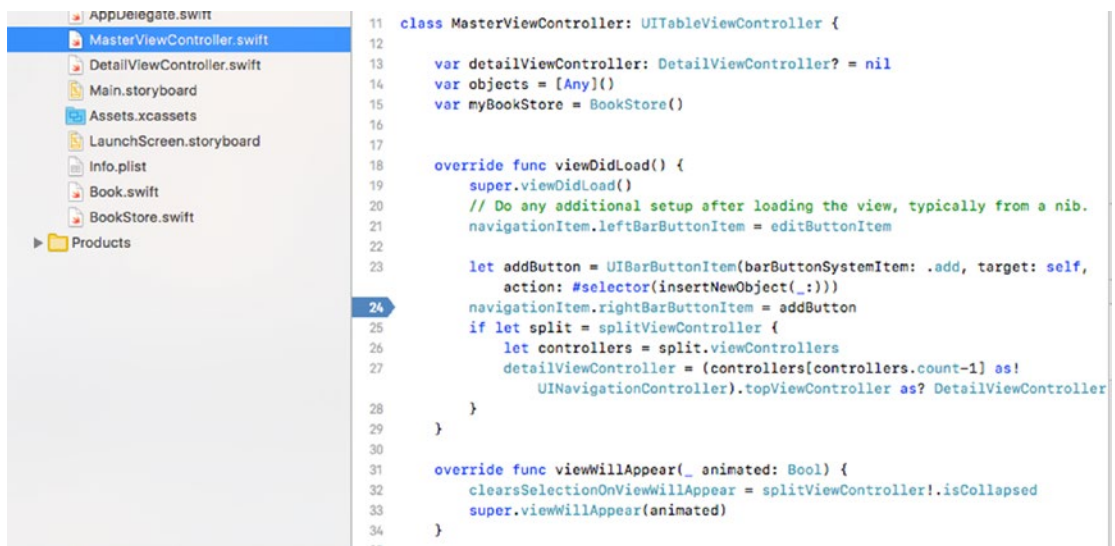 AppDelegate.swift
MasterViewController.swift
DetailViewController.swift
Main.storyboard
Assets.xcassets
LaunchScreen.storyboard
Info.plist
Book.swift
BookStore.swift
Products
11 class MasterViewController: UITableViewController {
12
13     var detailViewController: DetailViewController? = nil
14     var objects = [Any]()
15     var myBookStore = BookStore()
16
17
18     override func viewDidLoad() {
19         super.viewDidLoad()
20         // Do any additional setup after loading the view, typically from a nib.
21         navigationItem.leftBarButtonItem = editButtonItem
22
23         let addButton = UIBarButtonItem(barButtonSystemItem: .add, target: self,
            action: #selector(insertNewObject(_:)))
24         navigationItem.rightBarButtonItem = addButton
25         if let split = splitViewController {
26             let controllers = split.viewControllers
27             detailViewController = (controllers[controllers.count-1] as!
                UINavigationController).topViewController as? DetailViewController
28         }
29     }
30
31     override func viewWillAppear(_ animated: Bool) {
32         clearsSelectionOnViewWillAppear = splitViewController!.isCollapsed
33         super.viewWillAppear(animated)
34     }